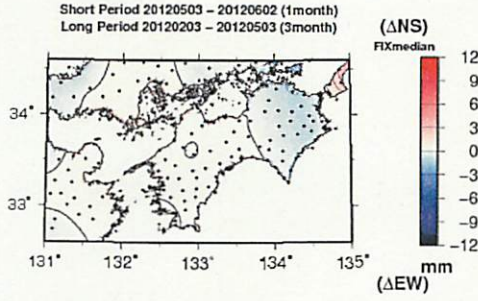 Short Period 20120503 – 20120602 (1month)
Long Period 20120203 – 20120503 (3month)
(ΔNS)
FIXmedian
12
9
6
3
0
−3
−6
−9
−12
mm
(ΔEW)
34°
33°
131° 132° 133° 134° 135°